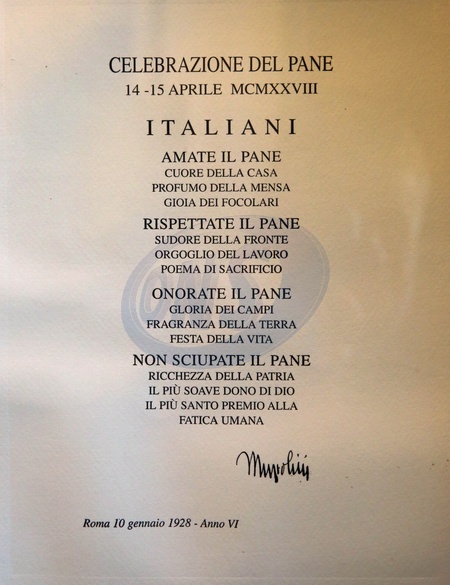 CELEBRAZIONE DEL PANE
14 -15 APRILE MCMXXVIII
ITALIANI
AMATE IL PANE
CUORE DELLA CASA
PROFUMO DELLA MENSA
GIOIA DEI FOCOLARI
RISPETTATE IL PANE
SUDORE DELLA FRONTE
ORGOGLIO DEL LAVORO
POEMA DI SACRIFICIO
ONORATE IL PANE
GLORIA DEI CAMPI
FRAGRANZA DELLA TERRA
FESTA DELLA VITA
NON SCIUPATE IL PANE
RICCHEZZA DELLA PATRIA
IL PIÙ SOAVE DONO DI DIO
IL PIÙ SANTO PREMIO ALLA
FATICA UMANA
Mussolini
Roma 10 gennaio 1928 - Anno VI